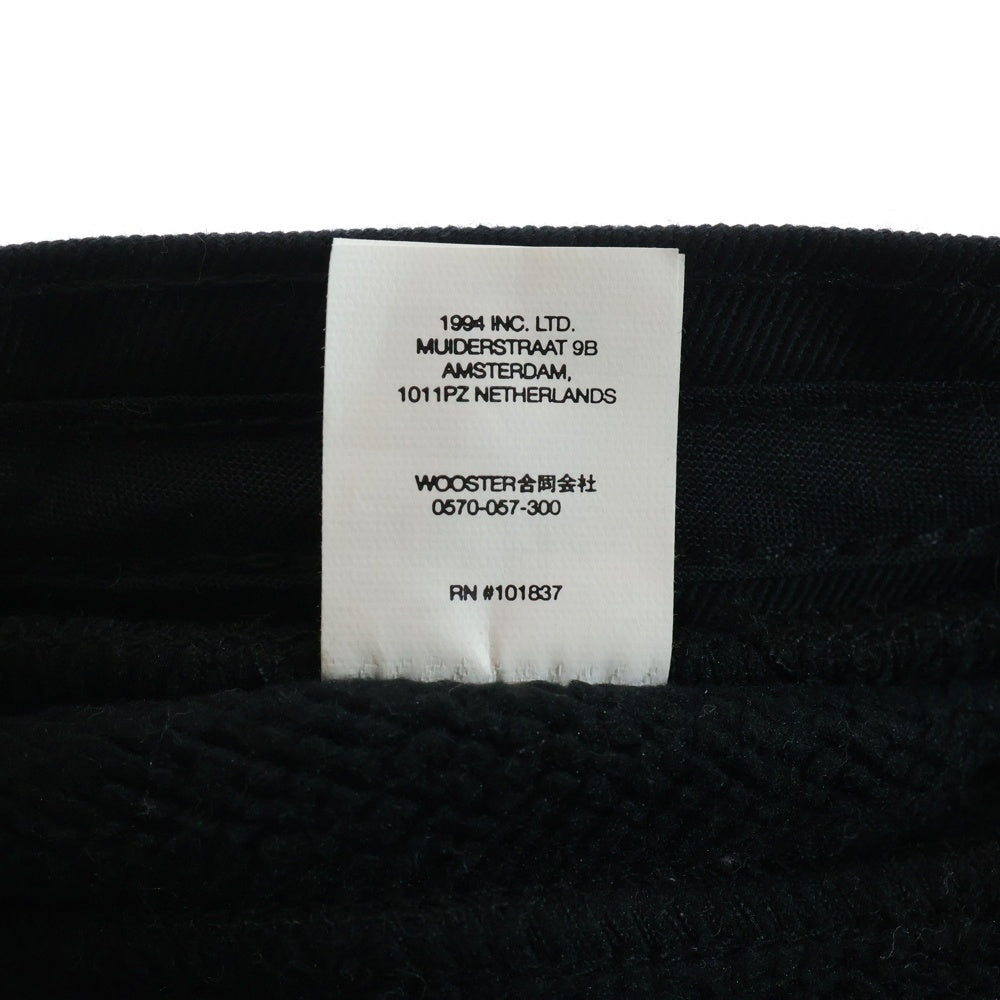 1994 INC. LTD.
MUIDERSTRAAT 9B
AMSTERDAM,
1011PZ NETHERLANDS
WOOSTER合同会社
0570-057-300
RN #101837